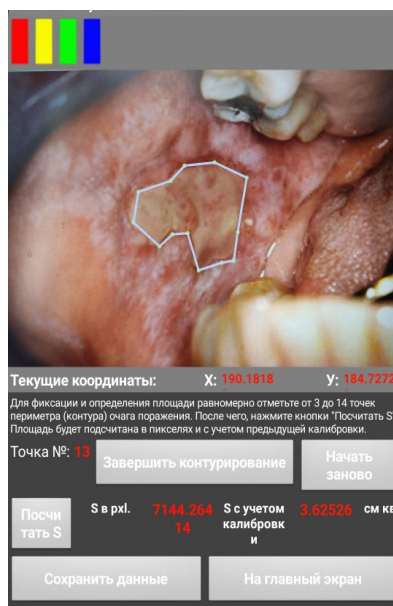 Текущие координаты: X: 190.1818 У: 184.7272
Для фиксации и определения площади равномерно отметьте от 3 до 14 точек
периметра (контура) очага поражения. После чего, нажмите кнопки "Посчитать S
Площадь будет подсчитана в пикселях и с учетом предыдущей калибровки.
Точка №: 13 Завершить контурирование Начать
заново
Посчи
тать S
S в pxl. 7144.264
14
S с учетом
калибровк
и
3.62526 см кв
Сохранить данные На главный экран